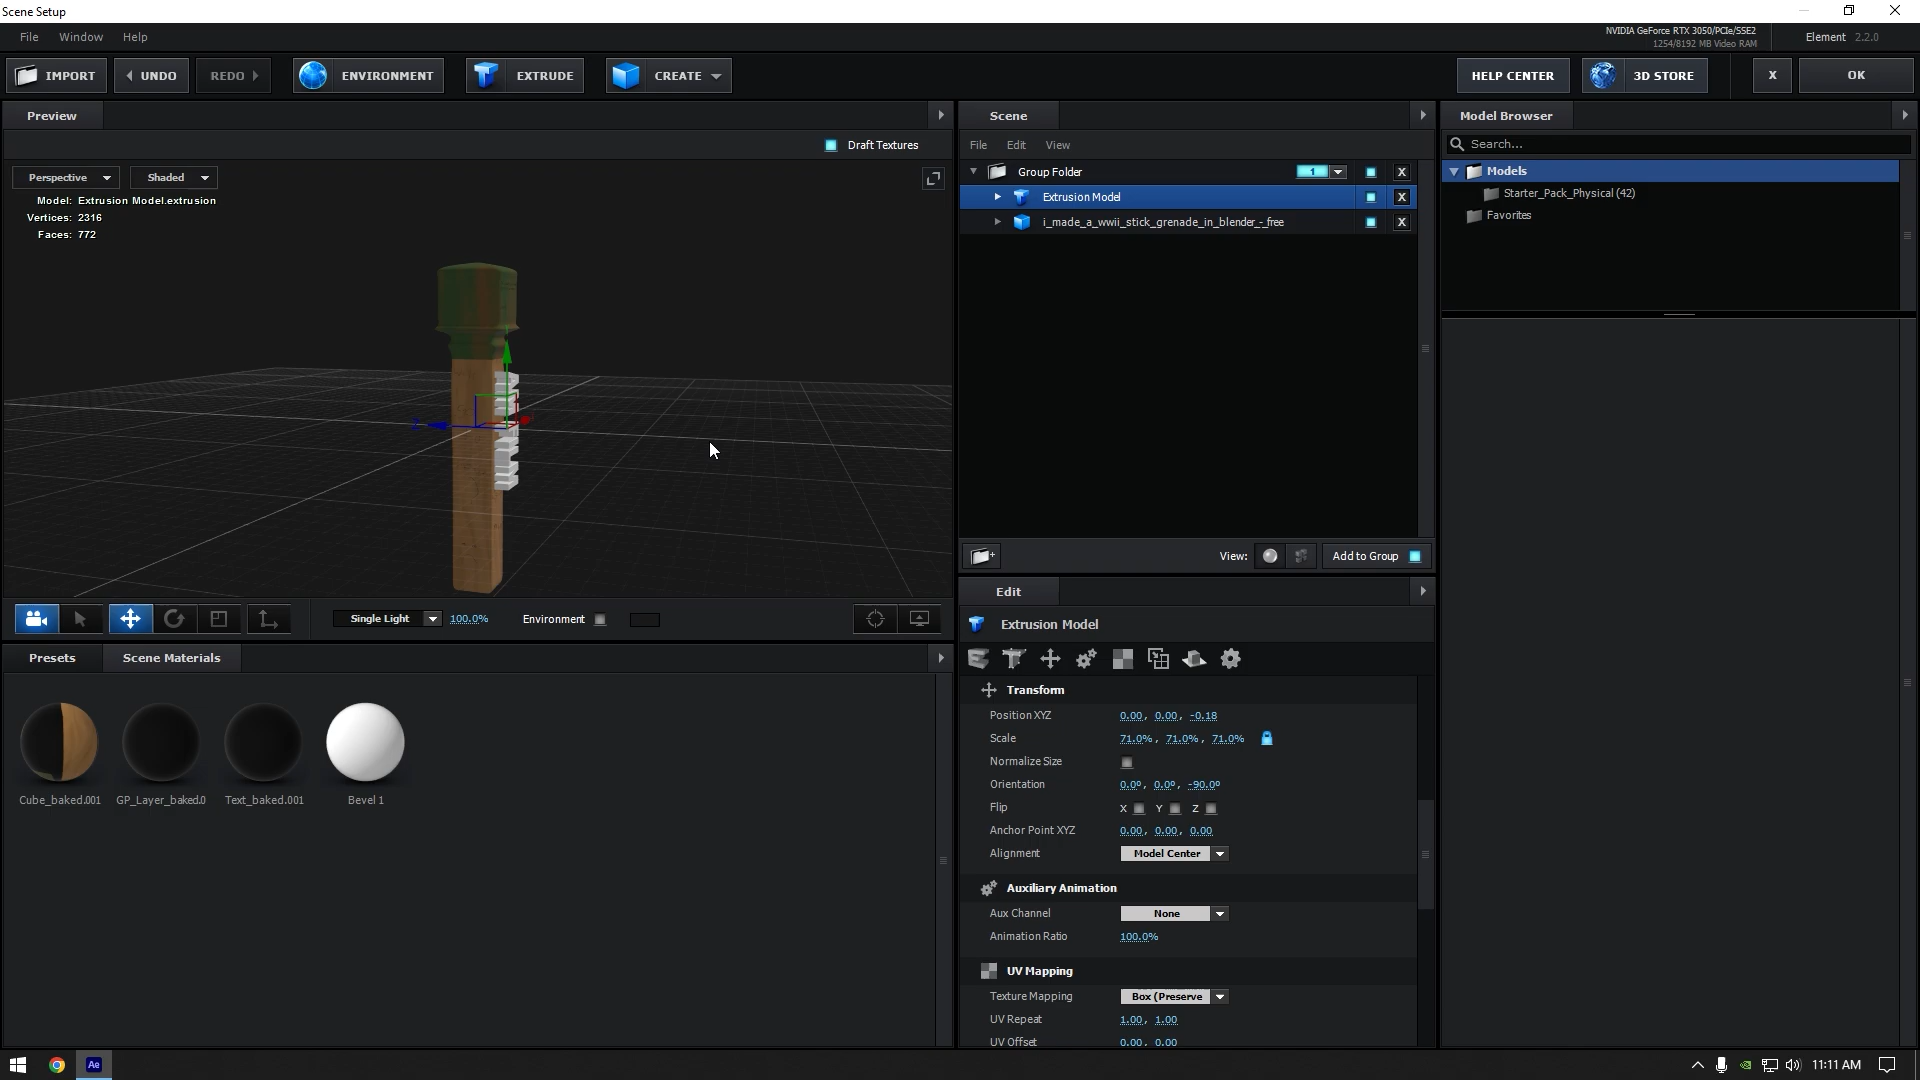 Scene Setup
File Window Help
NVIDIA GeForce RTX 3050/PCIe/SSE2
1254/8192 MB Video RAM
Element 2.2.0
IMPORT UNDO REDO ENVIRONMENT EXTRUDE CREATE HELP CENTER 3D STORE X OK
Preview
Draft Textures
Perspective Shaded
Model: Extrusion Model.extrusion
Vertices: 2316
Faces: 772
Z
Single Light 100.0% Environment
Presets Scene Materials
Cube_baked.001 GP_Layer_baked.0 Text_baked.001 Bevel 1
Scene
File Edit View
Group Folder 1 X
Extrusion Model X
i_made_a_wwii_stick_grenade_in_blender_-_free X
View: Add to Group
Edit
Extrusion Model
Transform
Position XYZ 0.00, 0.00, -0.18
Scale 71.0%, 71.0%, 71.0%
Normalize Size
Orientation 0.0º, 0.0º, -90.0º
Flip X Y Z
Anchor Point XYZ 0.00, 0.00, 0.00
Alignment Model Center
Auxiliary Animation
Aux Channel None
Animation Ratio 100.0%
UV Mapping
Texture Mapping Box (Preserve
UV Repeat 1.00, 1.00
UV Offset 0.00, 0.00
Model Browser
Search...
Models
Starter_Pack_Physical (42)
Favorites
Ae
11:11 AM